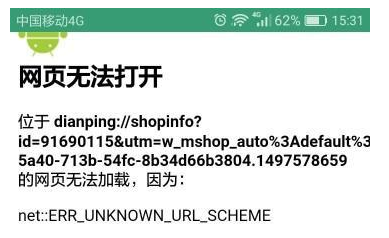 中国移动4G 4G 62% 15:31
网页无法打开
位于 dianping://shopinfo?
id=91690115&utm=w_mshop_auto%3Adefault%3
5a40-713b-54fc-8b34d66b3804.1497578659
的网页无法加载，因为：
net::ERR_UNKNOWN_URL_SCHEME